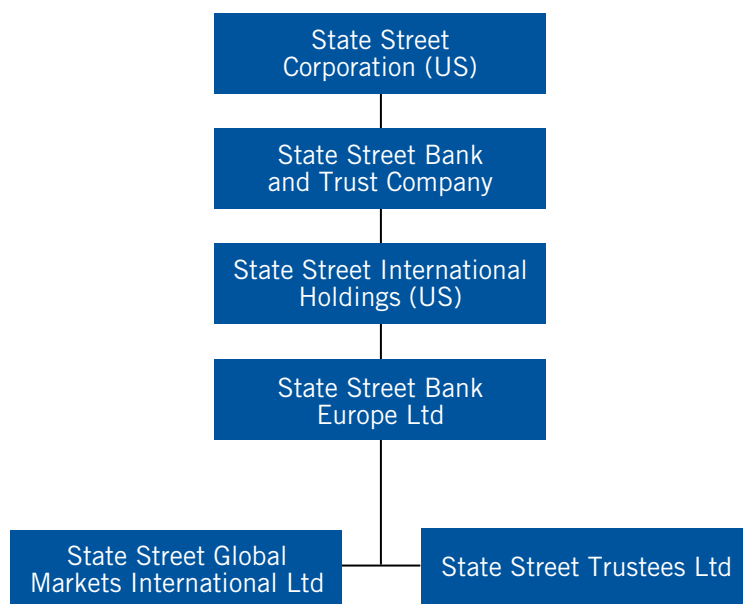 State Street
Corporation (US)
State Street Bank
and Trust Company
State Street International
Holdings (US)
State Street Bank
Europe Ltd
State Street Global
Markets International Ltd
State Street Trustees Ltd